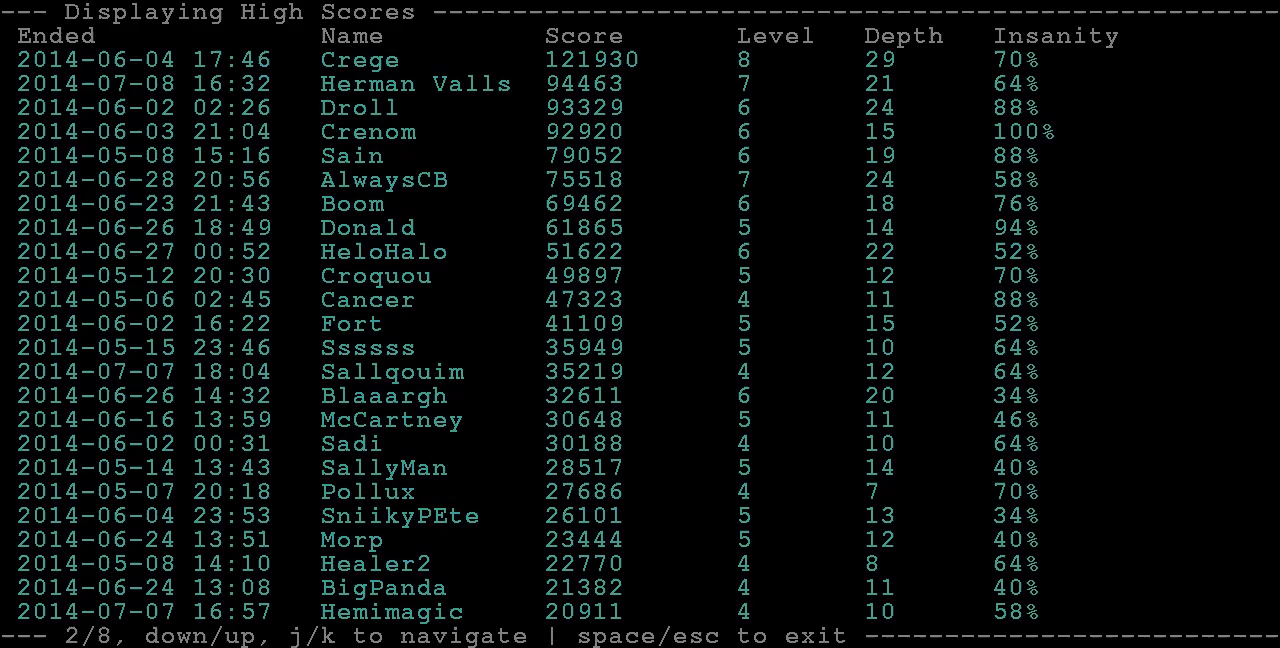 --- Displaying High Scores -----------------------------------------------------
Ended Name Score Level Depth Insanity
2014-06-04 17:46 Crege 121930 8 29 70%
2014-07-08 16:32 Herman Valls 94463 7 21 64%
2014-06-02 02:26 Droll 93329 6 24 88%
2014-06-03 21:04 Crenom 92920 6 15 100%
2014-05-08 15:16 Sain 79052 6 19 88%
2014-06-28 20:56 AlwaysCB 75518 7 24 58%
2014-06-23 21:43 Boom 69462 6 18 76%
2014-06-26 18:49 Donald 61865 5 14 94%
2014-06-27 00:52 HeloHalo 51622 6 22 52%
2014-05-12 20:30 Croquou 49897 5 12 70%
2014-05-06 02:45 Cancer 47323 4 11 88%
2014-06-02 16:22 Fort 41109 5 15 52%
2014-05-15 23:46 Sssssss 35949 5 10 64%
2014-07-07 18:04 Sallqouim 35219 4 12 64%
2014-06-26 14:32 Blaaargh 32611 6 20 34%
2014-06-16 13:59 McCartney 30648 5 11 46%
2014-06-02 00:31 Sadi 30188 4 10 64%
2014-05-14 13:43 SallyMan 28517 5 14 40%
2014-05-07 20:18 Pollux 27686 4 7 70%
2014-06-04 23:53 SniikyPEte 26101 5 13 34%
2014-06-24 13:51 Morp 23444 5 12 40%
2014-05-08 14:10 Healer2 22770 4 8 64%
2014-06-24 13:08 BigPanda 21382 4 11 40%
2014-07-07 16:57 Hemimagic 20911 4 10 58%
--- 2/8, down/up, j/k to navigate | space/esc to exit --------------------------